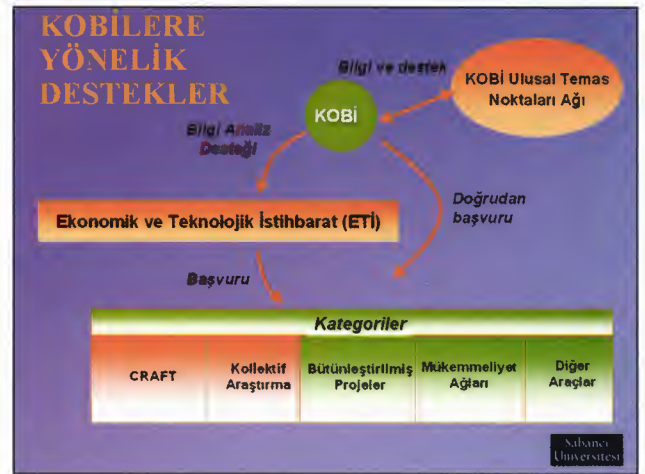 KOBİLERE
YÖNELİK
DESTEKLER
Bilgi ve destek
KOBİ Ulusal Temas
Noktaları Ağı
KOBİ
Bilgi Analiz
Desteği
Doğrudan
başvuru
Ekonomik ve Teknolojik İstihbarat (ETİ)
Başvuru
Kategoriler
CRAFT
Kollektif
Araştırma
Bütünleştirilmiş
Projeler
Mükemmeliyet
Ağları
Diğer
Araçlar
Sabancı
Üniversitesi